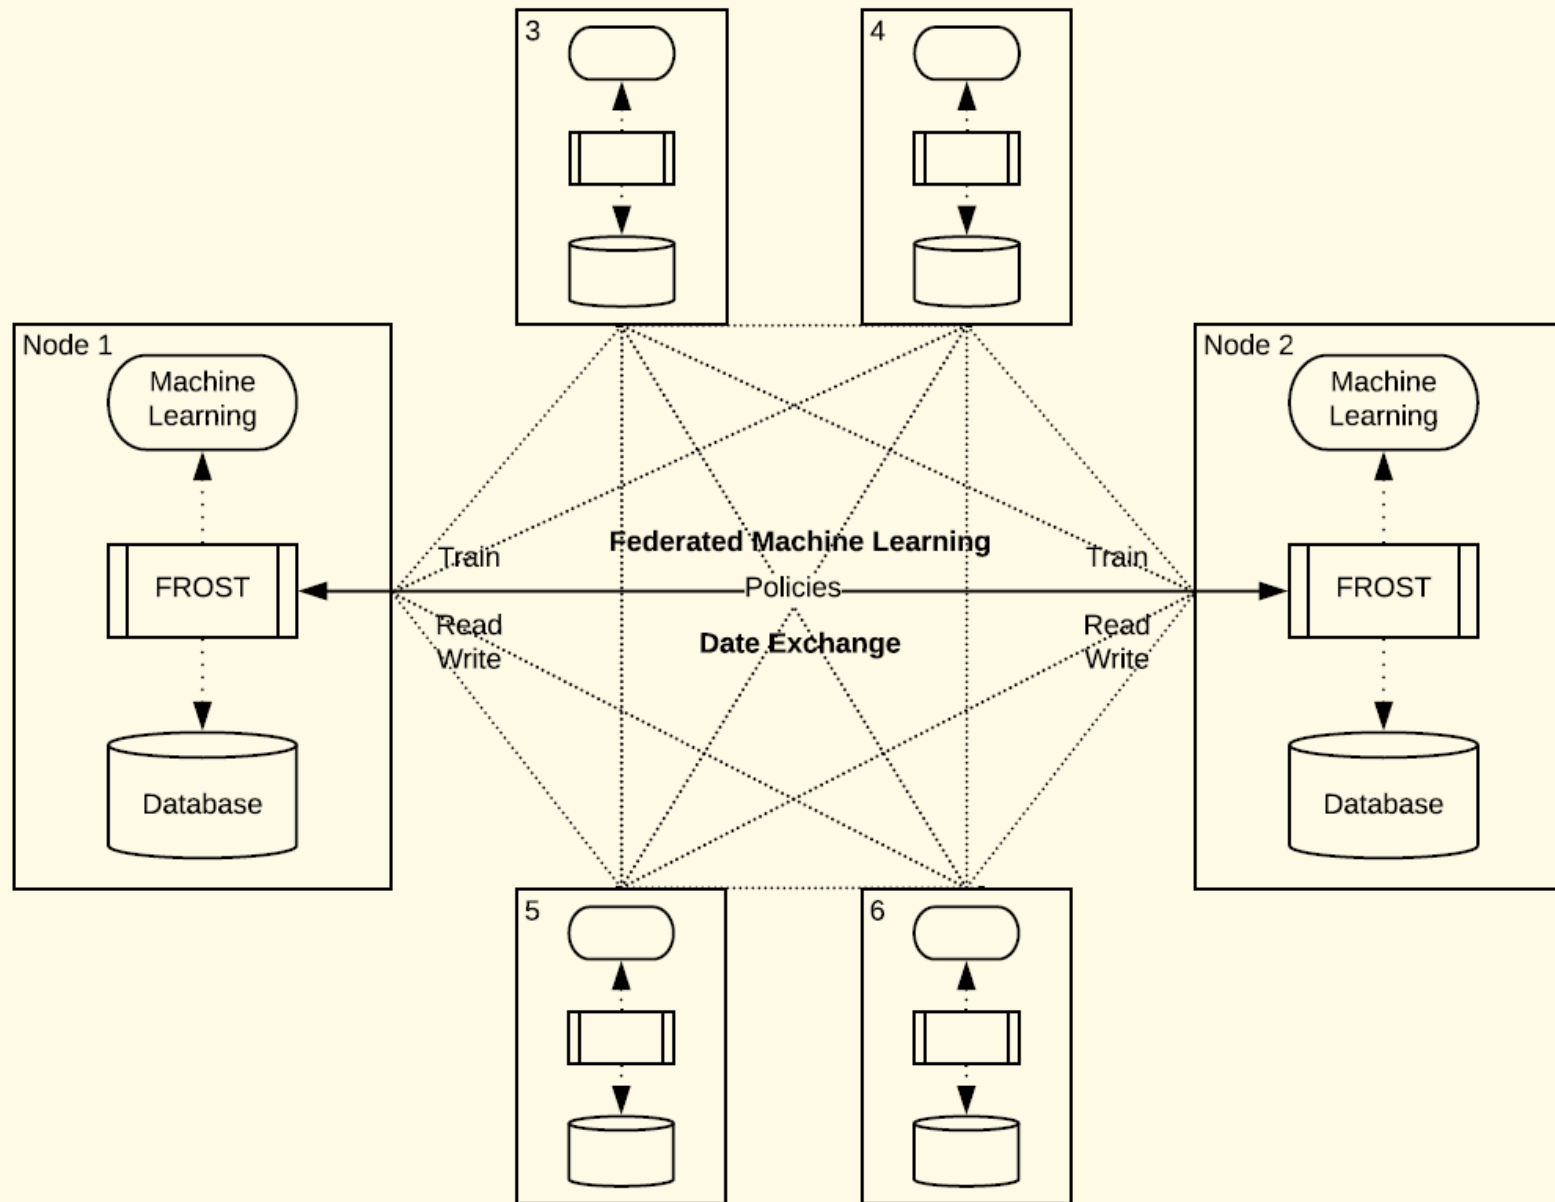 3
4
Node 1
Machine
Learning
FROST
Database
Train
Read
Write
Federated Machine Learning
Policies
Date Exchange
Train
Read
Write
Node 2
Machine
Learning
FROST
Database
5
6